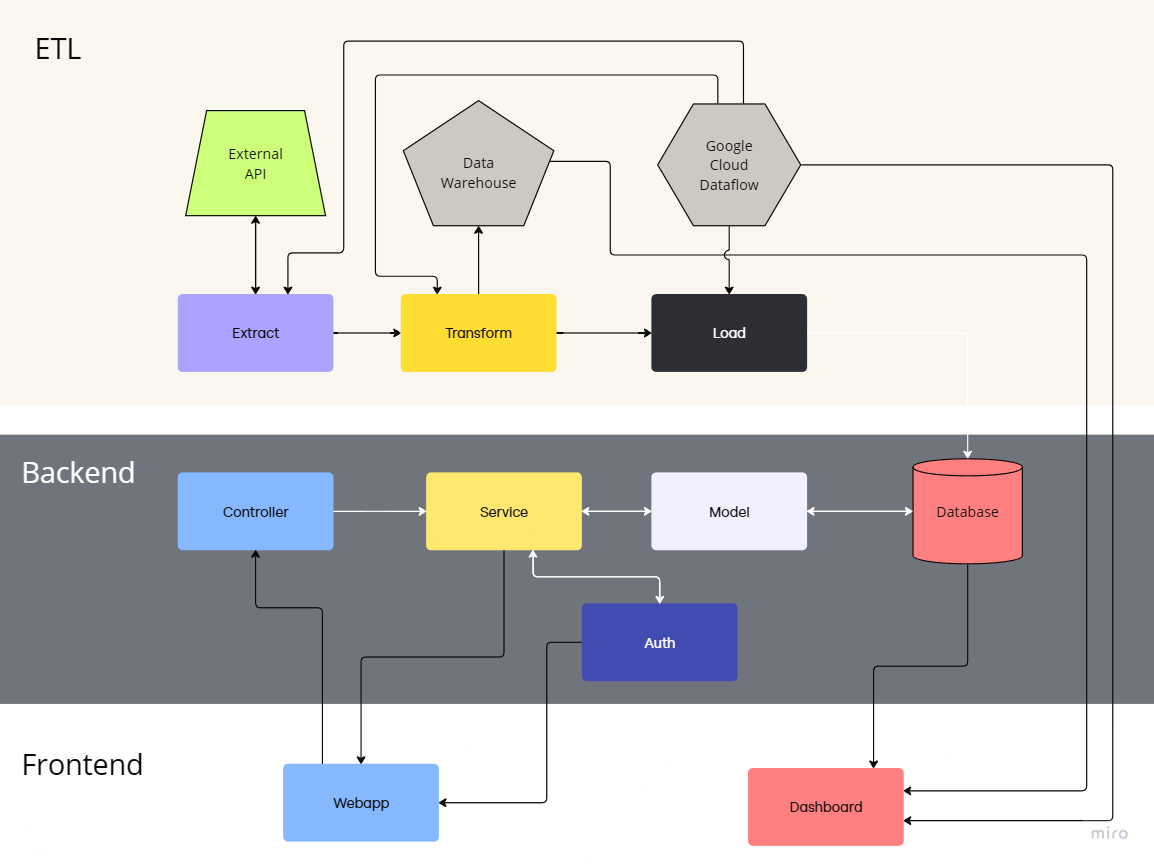 ETL
External
API
Data
Warehouse
Google
Cloud
Dataflow
Extract
Transform
Load
Backend
Controller
Service
Model
Database
Auth
Frontend
Webapp
Dashboard
miro